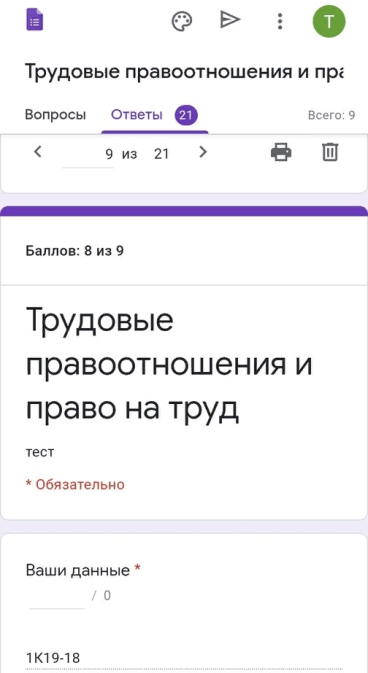 T
Трудовые правоотношения и пра
Вопросы Ответы 21 Всего: 9
9 из 21
Баллов: 8 из 9
Трудовые
правоотношения и
право на труд
тест
* Обязательно
Ваши данные *
/ 0
1К19-18